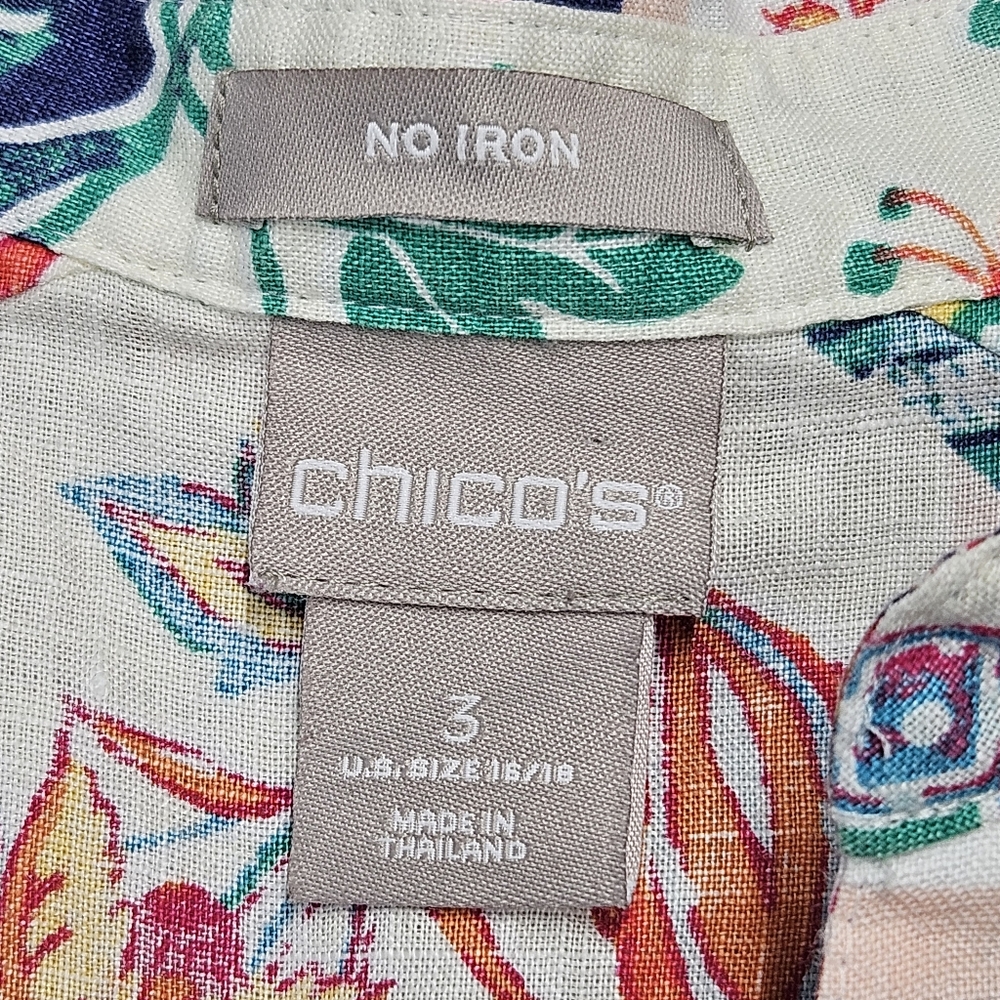 NO IRON
chico's®
3
U.S. SIZE 16/18
MADE IN
THAILAND